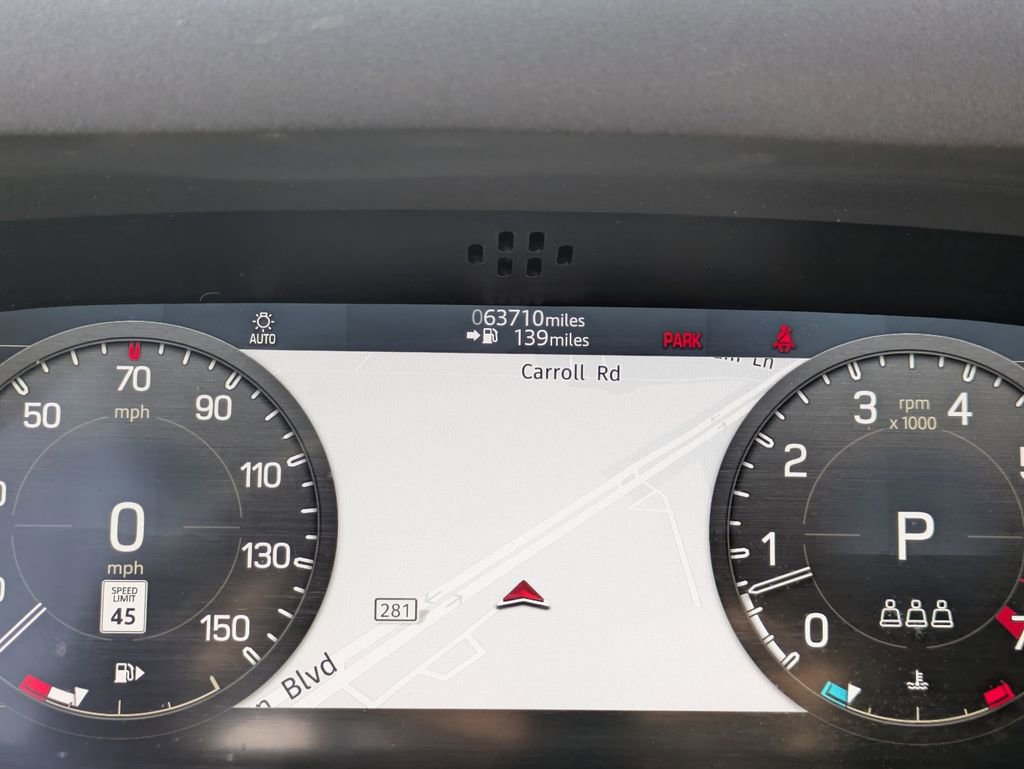 063710miles
139miles
AUTO
PARK
Carroll Rd
Ln
50
70
90
110
130
150
mph
0
mph
SPEED
LIMIT
45
281
Blvd
0
1
2
3
4
rpm
x 1000
P